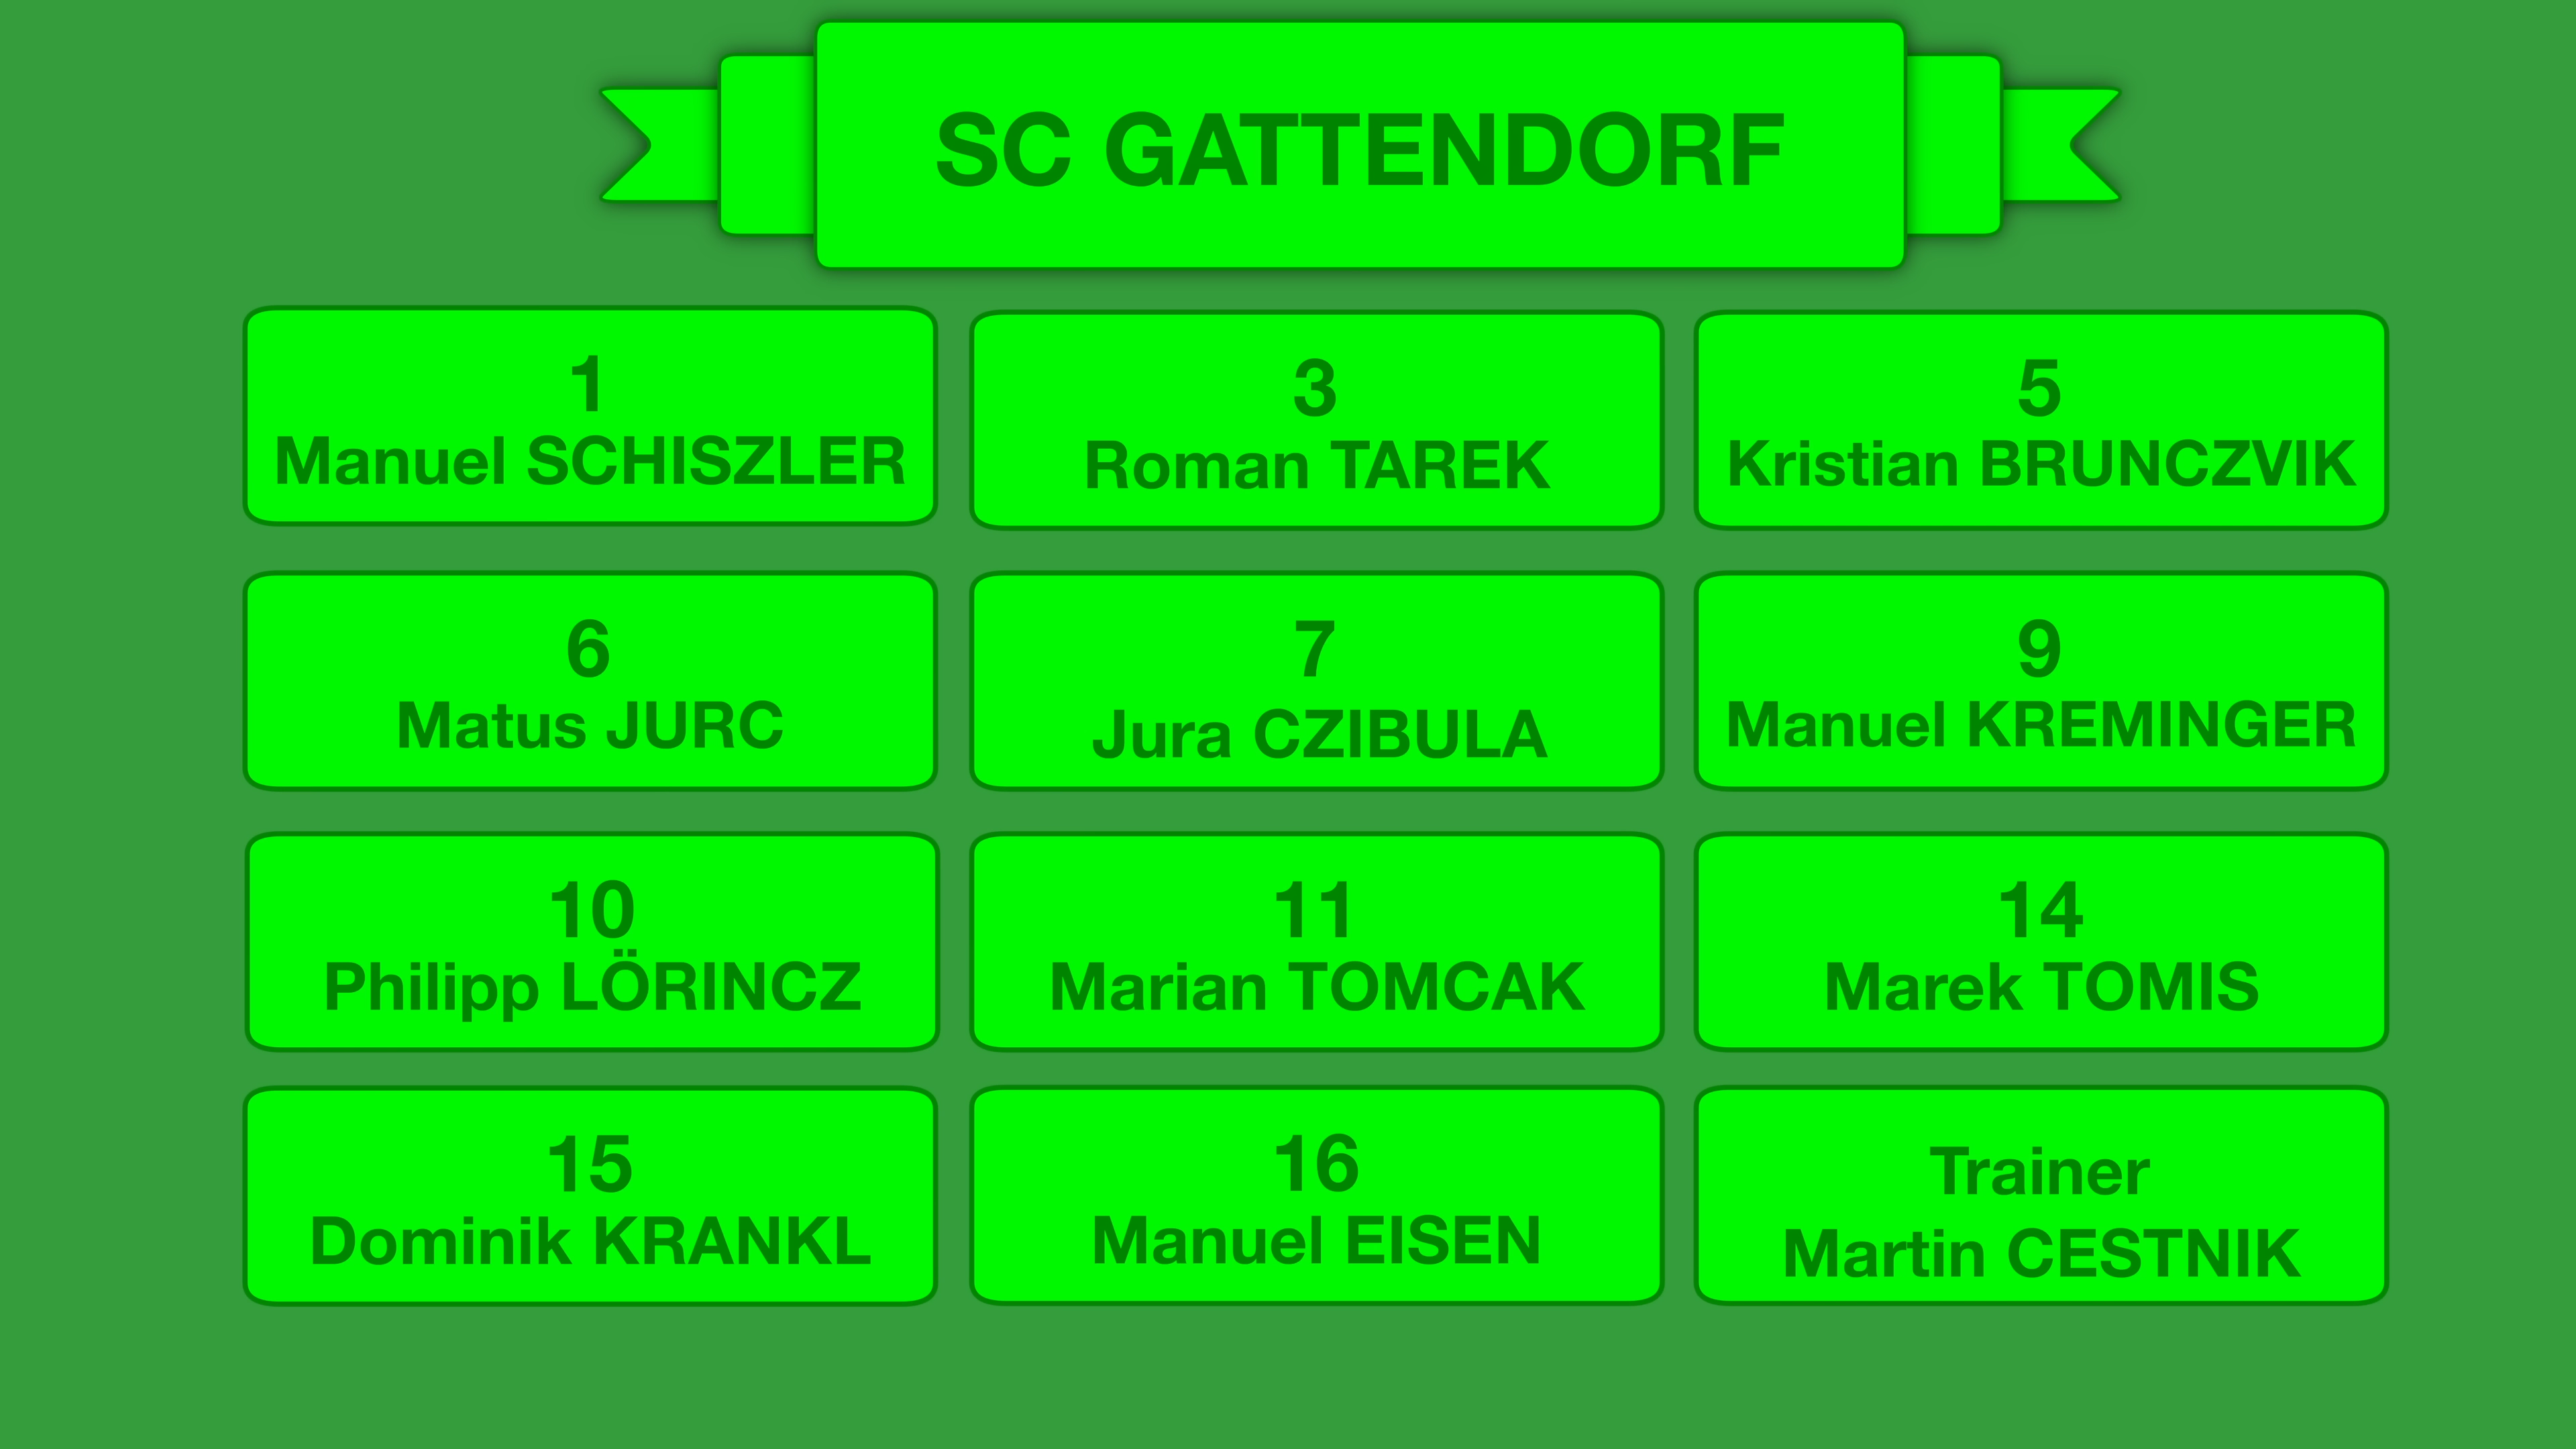 SC GATTENDORF
1
Manuel SCHISZLER
3
Roman TAREK
5
Kristian BRUNCZVIK
6
Matus JURC
7
Jura CZIBULA
9
Manuel KREMINGER
10
Philipp LÖRINCZ
11
Marian TOMCAK
14
Marek TOMIS
15
Dominik KRANKL
16
Manuel EISEN
Trainer
Martin CESTNIK